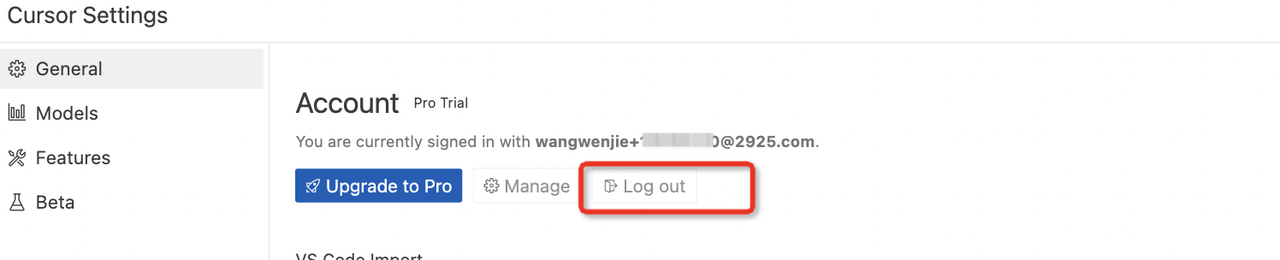 Cursor Settings
General
Models
Features
Beta
Account Pro Trial
You are currently signed in with wangwenjie+ 0@2925.com.
Upgrade to Pro Manage Log out
VS Code Import